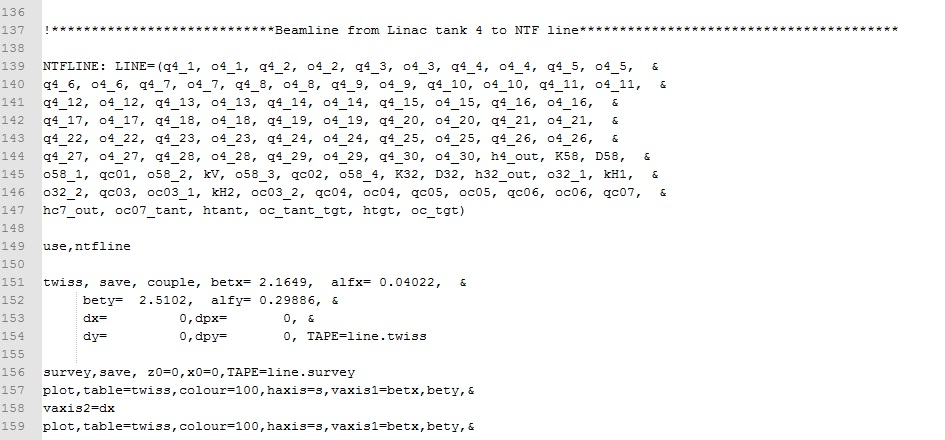 136
137 !****************************Beamline from Linac tank 4 to NTF line****************************************
138
139 NTFLINE: LINE=(q4_1, o4_1, q4_2, o4_2, q4_3, o4_3, q4_4, o4_4, q4_5, o4_5, &
140 q4_6, o4_6, q4_7, o4_7, q4_8, o4_8, q4_9, o4_9, q4_10, o4_10, q4_11, o4_11, &
141 q4_12, o4_12, q4_13, o4_13, q4_14, o4_14, q4_15, o4_15, q4_16, o4_16, &
142 q4_17, o4_17, q4_18, o4_18, q4_19, o4_19, q4_20, o4_20, q4_21, o4_21, &
143 q4_22, o4_22, q4_23, o4_23, q4_24, o4_24, q4_25, o4_25, q4_26, o4_26, &
144 q4_27, o4_27, q4_28, o4_28, q4_29, o4_29, q4_30, o4_30, h4_out, K58, D58, &
145 o58_1, qc01, o58_2, kV, o58_3, qc02, o58_4, K32, D32, h32_out, o32_1, kH1, &
146 o32_2, qc03, oc03_1, kH2, oc03_2, qc04, oc04, qc05, oc05, qc06, oc06, qc07, &
147 hc7_out, oc07_tant, htant, oc_tant_tgt, htgt, oc_tgt)
148
149 use,ntfline
150
151 twiss, save, couple, betx= 2.1649, alfx= 0.04022, &
152 bety= 2.5102, alfy= 0.29886, &
153 dx= 0,dpx= 0, &
154 dy= 0,dpy= 0, TAPE=line.twiss
155
156 survey,save, z0=0,x0=0,TAPE=line.survey
157 plot,table=twiss,colour=100,haxis=s,vaxis1=betx,bety,&
158 vaxis2=dx
159 plot,table=twiss,colour=100,haxis=s,vaxis1=betx,bety,&